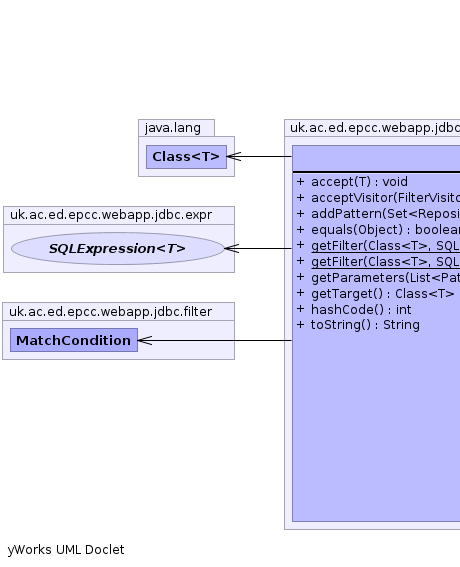 java.lang
Class<T>
uk.ac.ed.epcc.webapp.jdbc.expr
SQLExpression<T>
uk.ac.ed.epcc.webapp.jdbc.filter
MatchCondition
uk.ac.ed.epcc.webapp.jdbc
+ accept(T) : void
+ acceptVisitor(FilterVisito
+ addPattern(Set<Reposi
+ equals(Object) : boolean
+ getFilter(Class<T>, SQL
+ getFilter(Class<T>, SQL
+ getParameters(List<Pat
+ getTarget() : Class<T>
+ hashCode() : int
+ toString() : String
yWorks UML Doclet